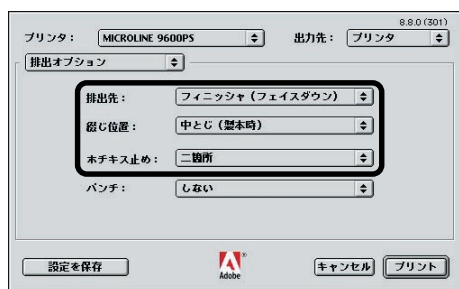 8.8.0 (301)
プリンタ： MICROLINE 9600PS 出力先： プリンタ
排出オプション
排出先： フィニッシャ（フェイスダウン）
綴じ位置： 中とじ（製本時）
ホチキス止め： 二箇所
パンチ： しない
設定を保存 Adobe キャンセル プリント